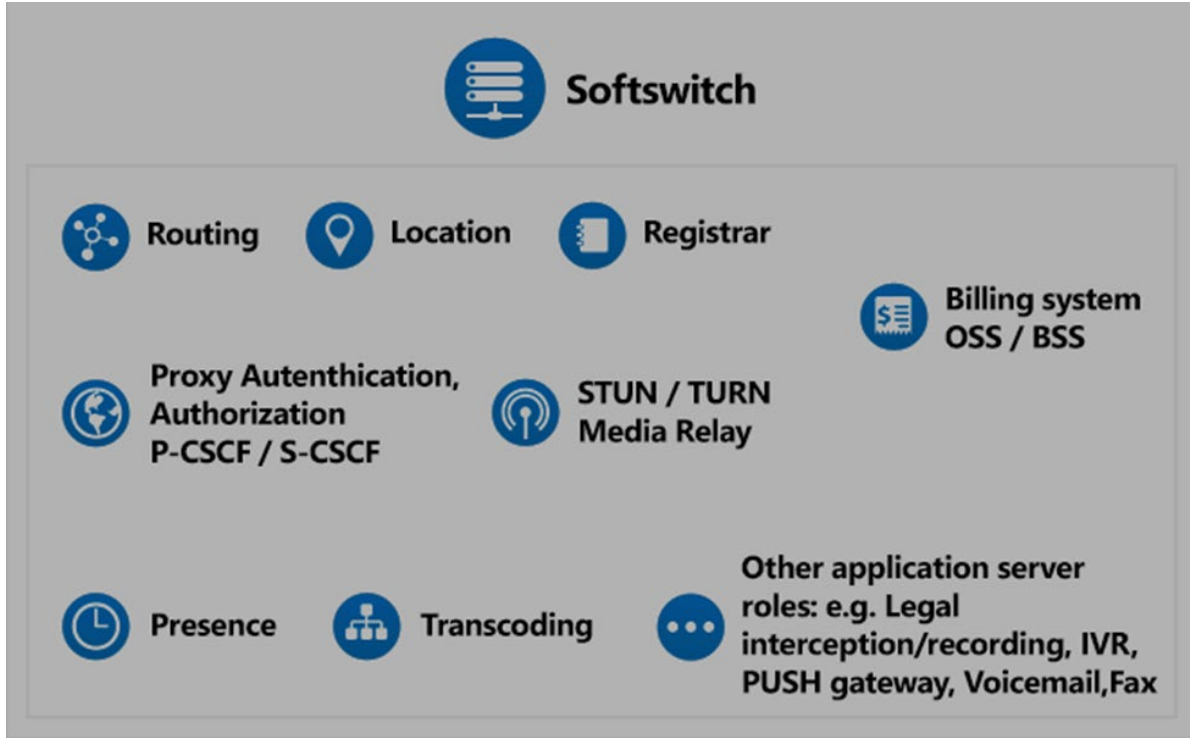 Softswitch
Routing
Location
Registrar
Billing system
OSS / BSS
Proxy Autenthication,
Authorization
P-CSCF / S-CSCF
STUN / TURN
Media Relay
Presence
Transcoding
Other application server
roles: e.g. Legal
interception/recording, IVR,
PUSH gateway, Voicemail,Fax